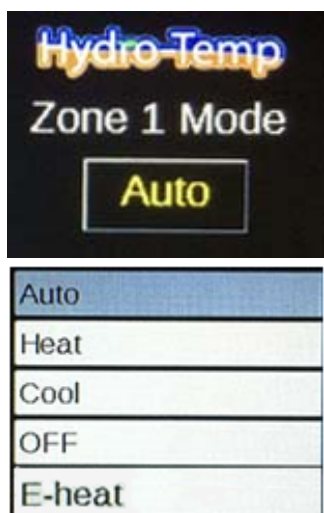 Hydro-Temp
Zone 1 Mode
Auto
Auto
Heat
Cool
OFF
E-heat